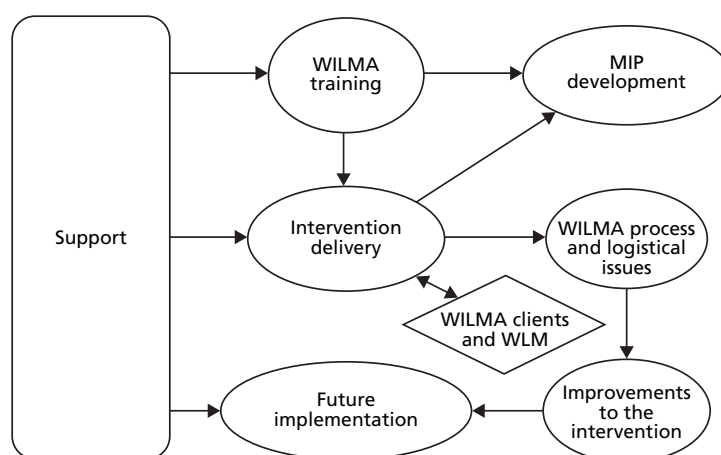 WILMA
training
MIP
development
Support
Intervention
delivery
WILMA process
and logistical
issues
WILMA clients
and WLM
Future
implementation
Improvements
to the
intervention